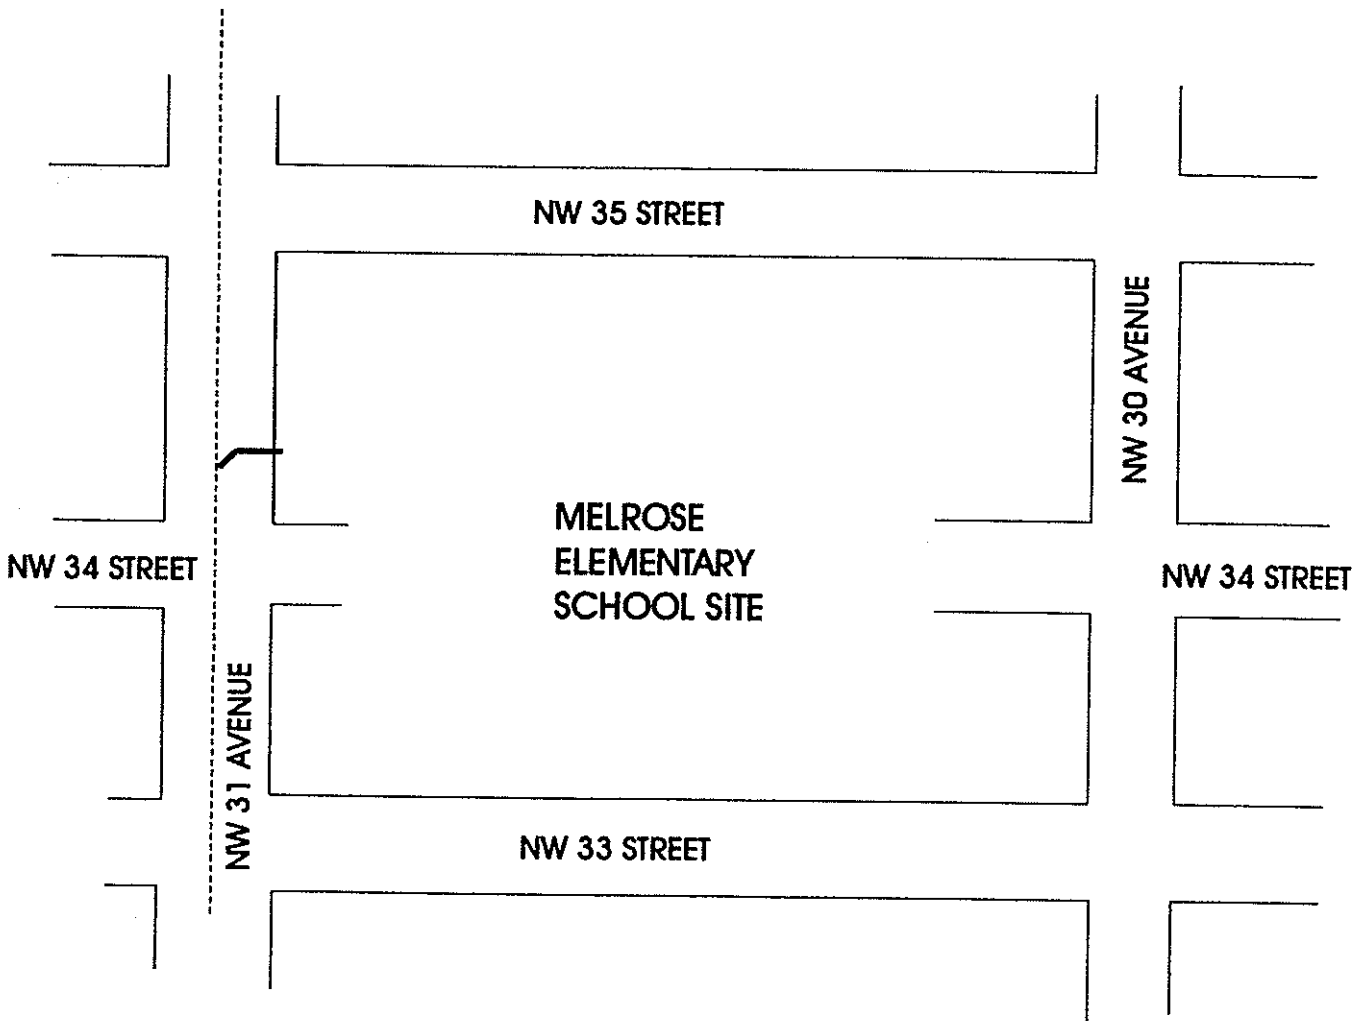 NW 35 STREET
NW 30 AVENUE
MELROSE
ELEMENTARY
SCHOOL SITE
NW 34 STREET
NW 34 STREET
NW 31 AVENUE
NW 33 STREET